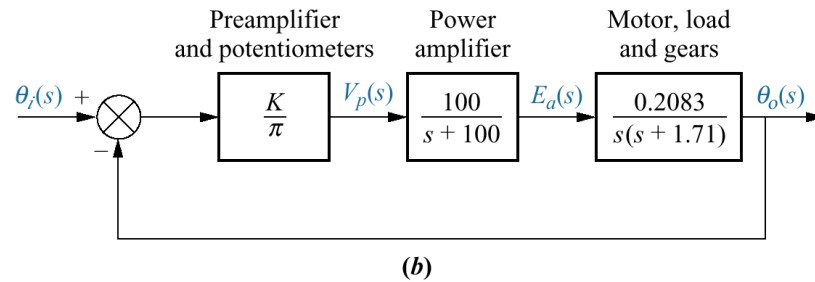 Preamplifier
and potentiometers
Power
amplifier
Motor, load
and gears
θi(s) +
−
K
π
Vp(s)
100
s + 100
Ea(s)
0.2083
s(s + 1.71)
θo(s)
(b)